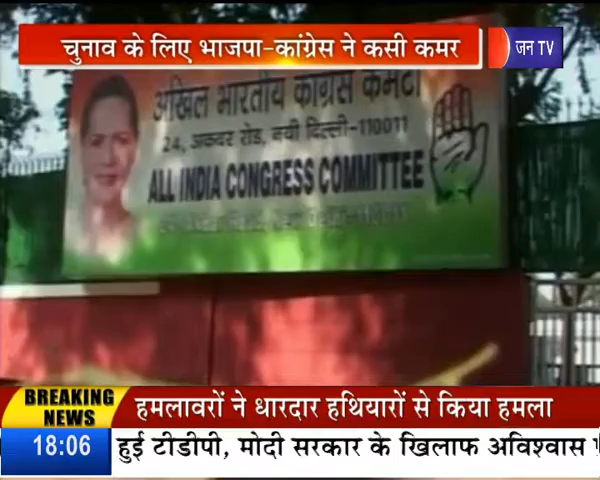 चुनाव के लिए भाजपा-कांग्रेस ने कसी कमर
जन TV
अखिल भारतीय कांग्रेस कमेटी
24, अकबर रोड, नयी दिल्ली-110011
ALL INDIA CONGRESS COMMITTEE
BREAKING NEWS
हमलावरों ने धारदार हथियारों से किया हमला
18:06
हुई टीडीपी, मोदी सरकार के खिलाफ अविश्वास